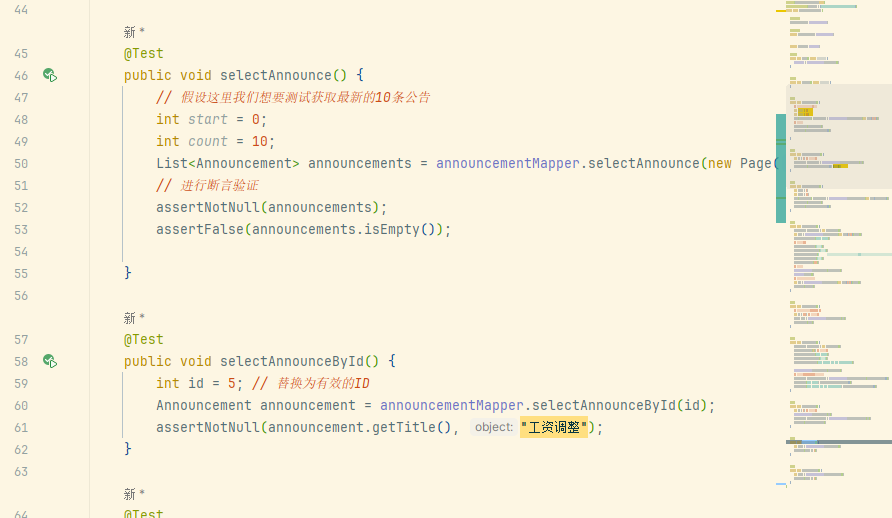 44
新 *
45 @Test
46 public void selectAnnounce() {
47 // 假设这里我们想要测试获取最新的10条公告
48 int start = 0;
49 int count = 10;
50 List<Announcement> announcements = announcementMapper.selectAnnounce(new Page(
51 // 进行断言验证
52 assertNotNull(announcements);
53 assertFalse(announcements.isEmpty());
54
55 }
56
新 *
57 @Test
58 public void selectAnnounceById() {
59 int id = 5; // 替换为有效的ID
60 Announcement announcement = announcementMapper.selectAnnounceById(id);
61 assertNotNull(announcement.getTitle(), object: "工资调整");
62 }
63
新 *
64 @Test